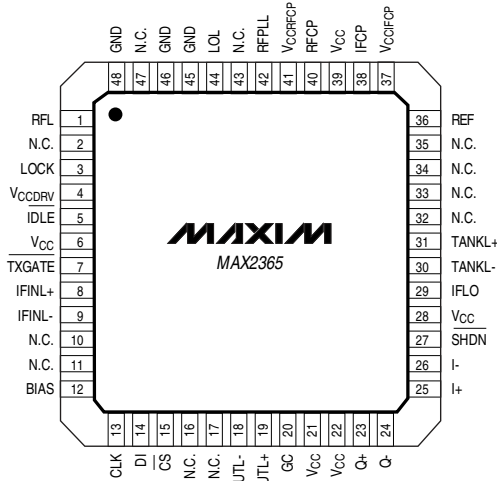 GND N.C. GND GND LOL N.C. RFPLL VCCRFCP RFCP VCC IFCP VCCIFCP
48 47 46 45 44 43 42 41 40 39 38 37
RFL 1 36 REF
N.C. 2 35 N.C.
LOCK 3 34 N.C.
VCCDRV 4 33 N.C.
IDLE 5 32 N.C.
VCC 6 31 TANKL+
TXGATE 7 30 TANKL-
IFINL+ 8 29 IFLO
IFINL- 9 28 VCC
N.C. 10 27 SHDN
N.C. 11 26 I-
BIAS 12 25 I+
MAXIM
MAX2365
13 14 15 16 17 18 19 20 21 22 23 24
CLK DI CS N.C. N.C. UTL- UTL+ GC VCC VCC Q+ Q-